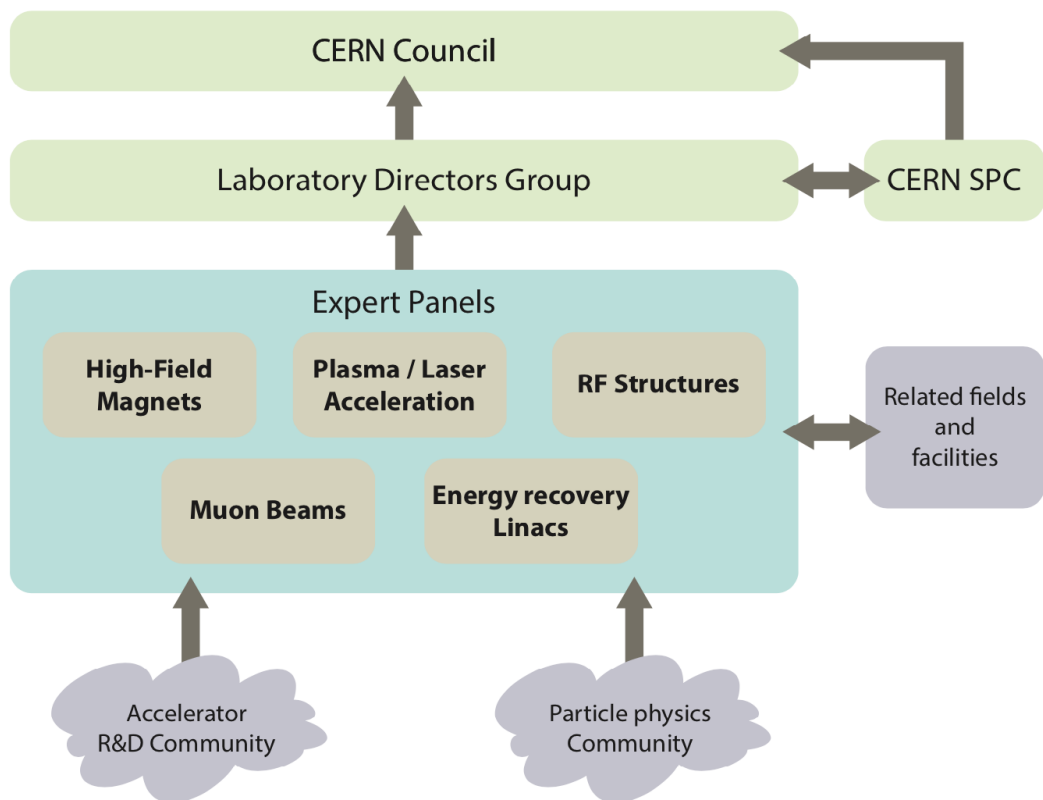 CERN Council
Laboratory Directors Group
CERN SPC
Expert Panels
High-Field
Magnets
Plasma / Laser
Acceleration
RF Structures
Related fields
and
facilities
Muon Beams
Energy recovery
Linacs
Accelerator
R&D Community
Particle physics
Community